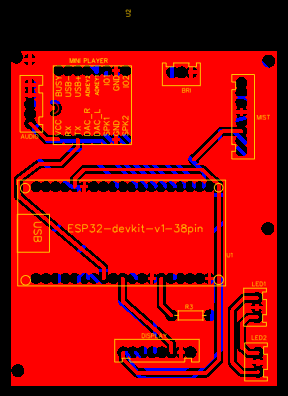 U2
MINI PLAYER
BUSY
USB-
USB+
ADKEY2
ADKEY1
IO1
GND
IO2
VCC
RX
TX
DAC_R
DAC_L
SPK1
GND
SPK2
AUDIO
BRI
MIST
ESP32-devkit-v1-38pin
USB
U1
R3
LED1
DISPLAY
LED2